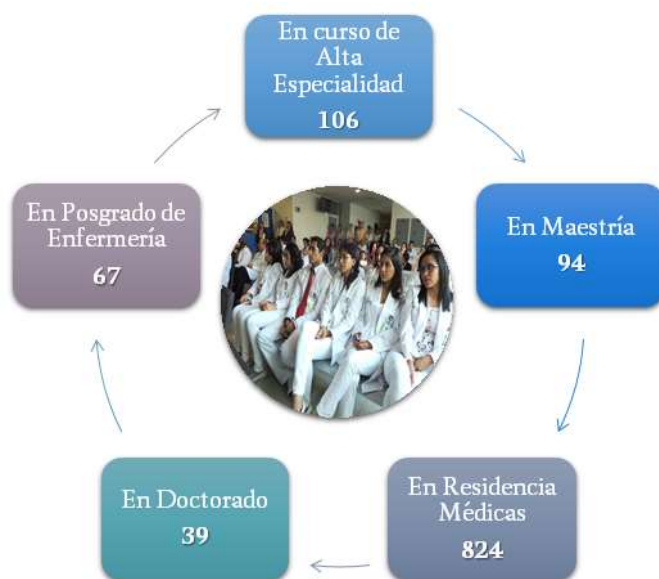 En curso de
Alta
Especialidad
106
En Maestría
94
En Residencia
Médicas
824
En Doctorado
39
En Posgrado de
Enfermería
67